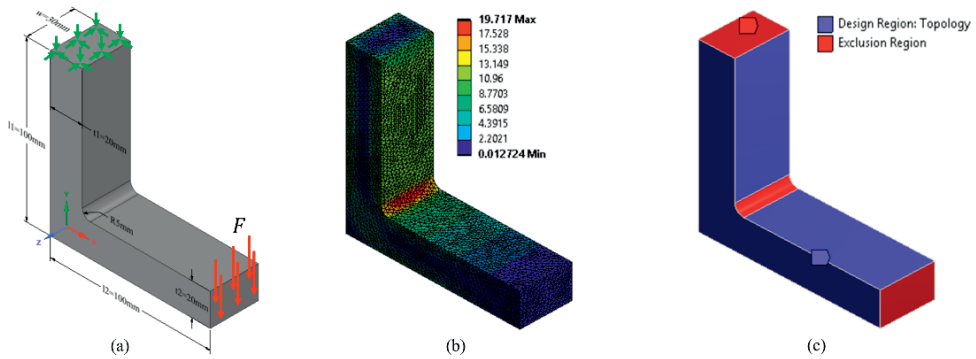 w=30mm
l1=100mm
t1=20mm
R5mm
Y
X
Z
F
t2=20mm
l2=100mm
(a)
19.717 Max
17.528
15.338
13.149
10.96
8.7703
6.5809
4.3915
2.2021
0.012724 Min
(b)
Design Region: Topology
Exclusion Region
(c)